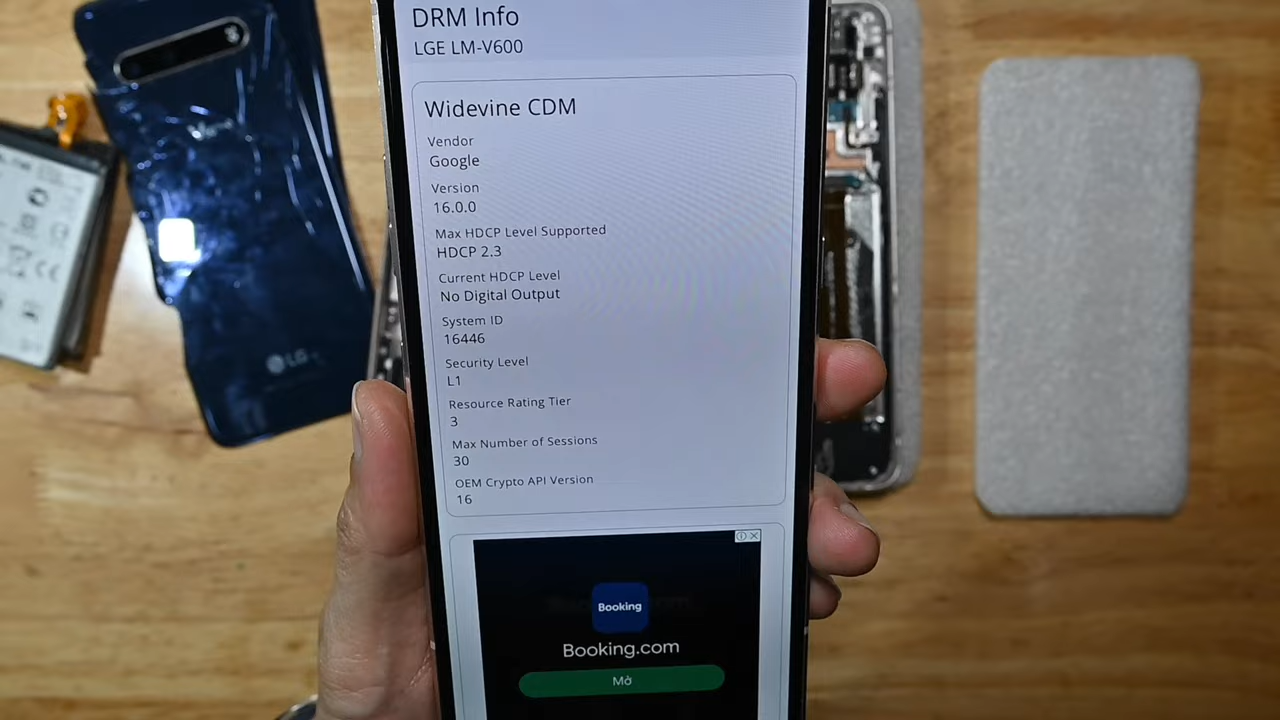 DRM Info
LGE LM-V600
Widevine CDM
Vendor
Google
Version
16.0.0
Max HDCP Level Supported
HDCP 2.3
Current HDCP Level
No Digital Output
System ID
16446
Security Level
L1
Resource Rating Tier
3
Max Number of Sessions
30
OEM Crypto API Version
16
Booking
Booking.com
Mở
LG